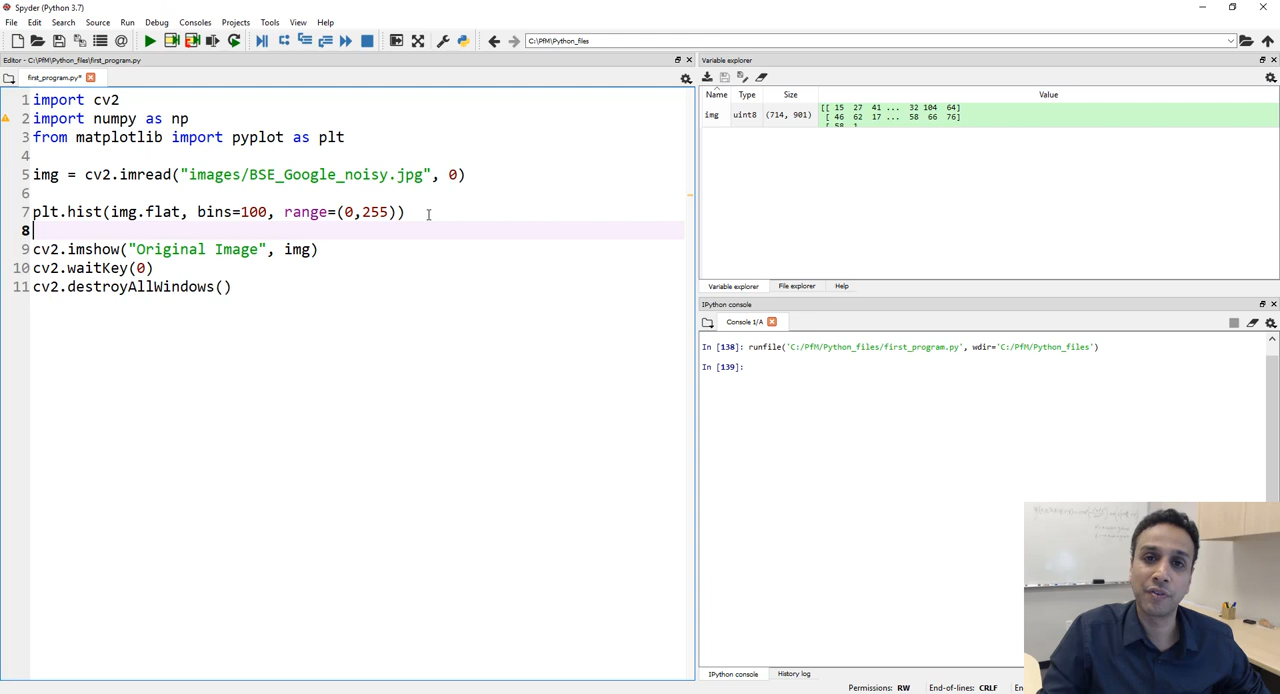 Spyder (Python 3.7)
File Edit Search Source Run Debug Consoles Projects Tools View Help
C:\PfM\Python_files
Editor - C:\PfM\Python_files\first_program.py
first_program.py*
1 import cv2
2 import numpy as np
3 from matplotlib import pyplot as plt
4
5 img = cv2.imread("images/BSE_Google_noisy.jpg", 0)
6
7 plt.hist(img.flat, bins=100, range=(0,255))
8
9 cv2.imshow("Original Image", img)
10 cv2.waitKey(0)
11 cv2.destroyAllWindows()
Variable explorer
Name Type Size Value
img uint8 (714, 901) [[ 15 27 41 ... 32 104 64]
[ 46 62 17 ... 58 66 76]
Variable explorer File explorer Help
IPython console
Console 1/A
In [138]: runfile('C:/PfM/Python_files/first_program.py', wdir='C:/PfM/Python_files')
In [139]:
IPython console History log
Permissions: RW End-of-lines: CRLF